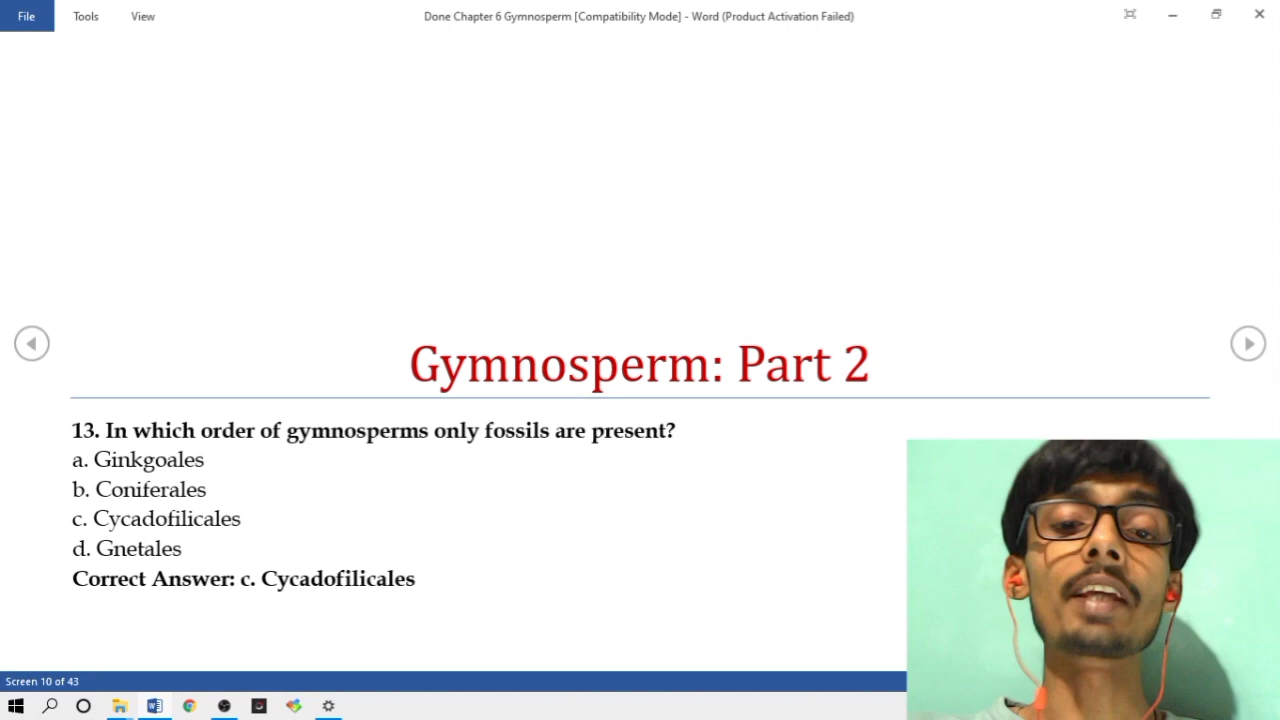 File Tools View Done Chapter 6 Gymnosperm [Compatibility Mode] - Word (Product Activation Failed)
Gymnosperm: Part 2
13. In which order of gymnosperms only fossils are present?
a. Ginkgoales
b. Coniferales
c. Cycadofilicales
d. Gnetales
Correct Answer: c. Cycadofilicales
Screen 10 of 43